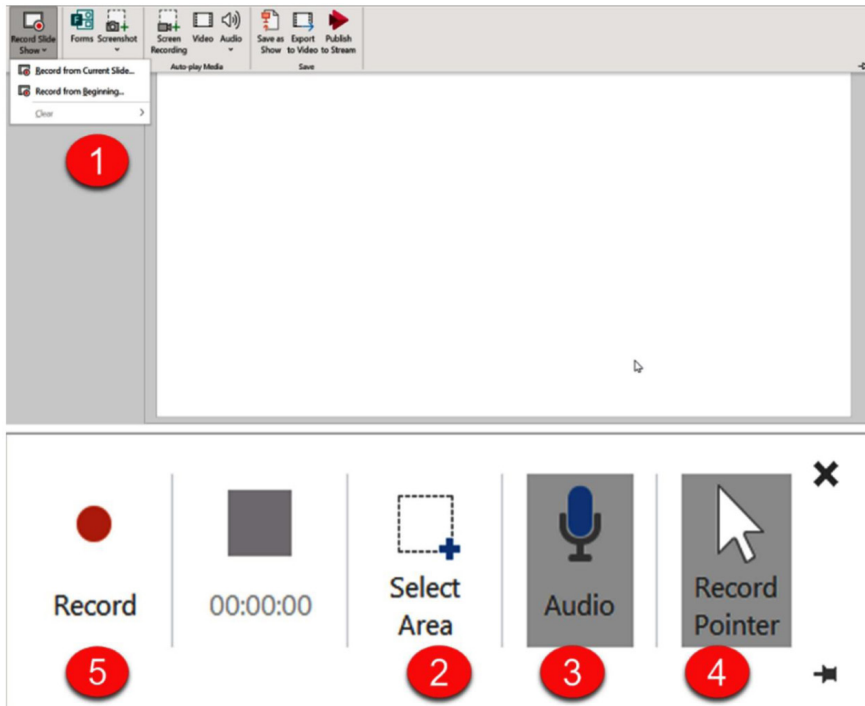 Record Slide Show
Forms
Screenshot
Screen Recording
Video
Audio
Save as Show
Export to Video
Publish to Stream
Auto-play Media
Save
Record from Current Slide...
Record from Beginning...
Clear
1
Record
00:00:00
Select
Area
Audio
Record
Pointer
5
2
3
4